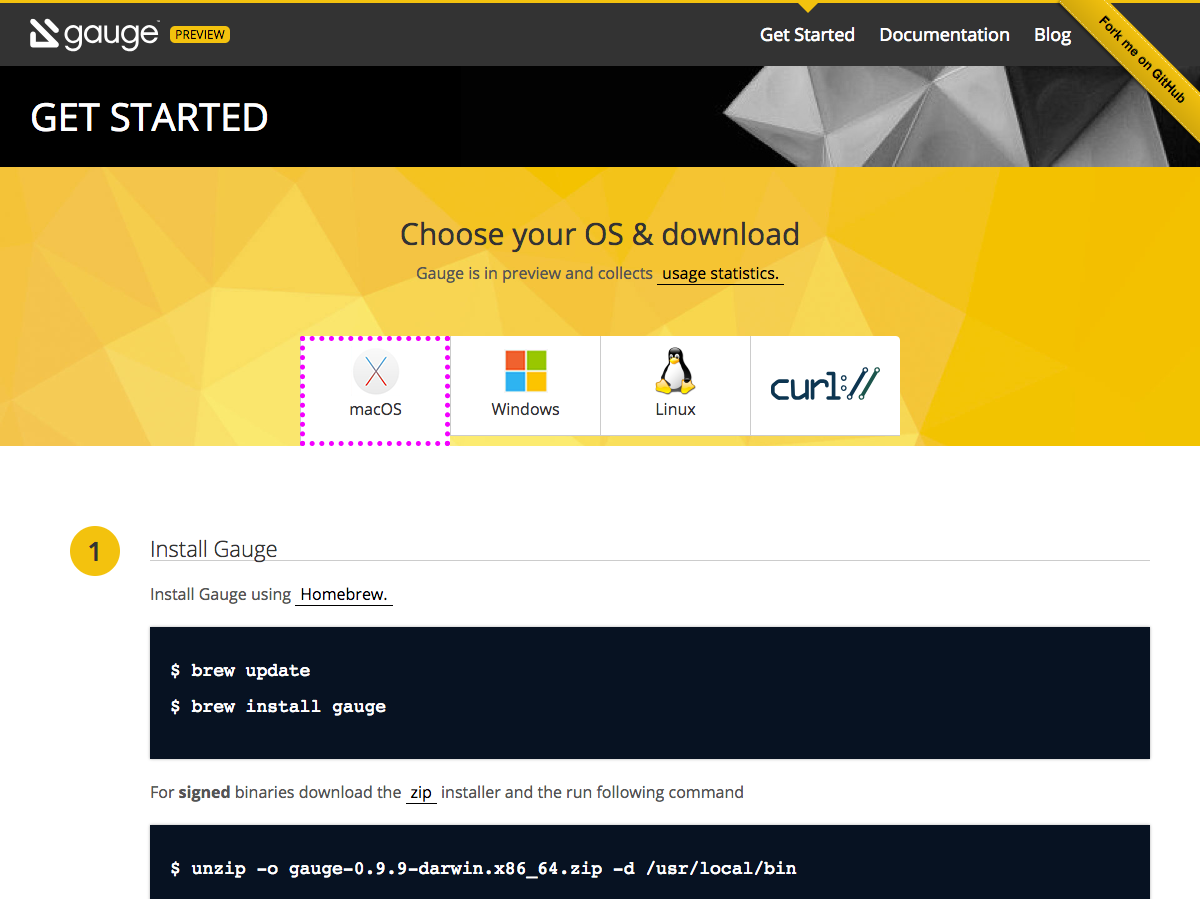 gauge PREVIEW
Get Started Documentation Blog
Fork me on GitHub
GET STARTED
Choose your OS & download
Gauge is in preview and collects usage statistics.
macOS Windows Linux curl://
1 Install Gauge
Install Gauge using Homebrew.
$ brew update
$ brew install gauge
For signed binaries download the zip installer and the run following command
$ unzip -o gauge-0.9.9-darwin.x86_64.zip -d /usr/local/bin